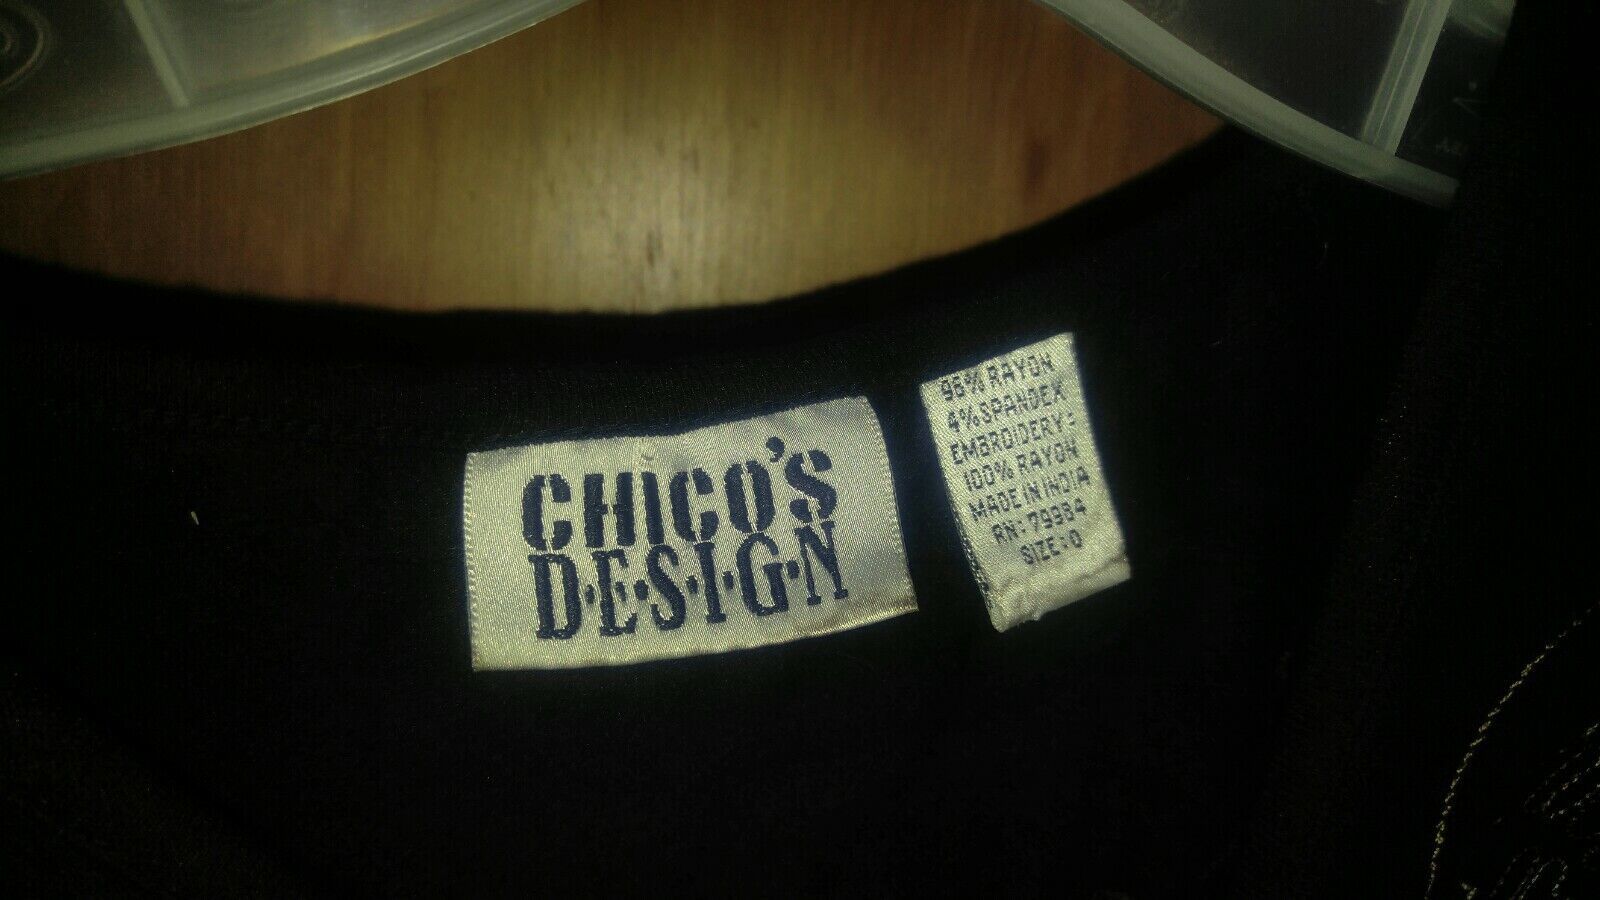 CHICO'S
D·E·S·I·G·N
96% RAYON
4% SPANDEX
EMBROIDERY:
100% RAYON
MADE IN INDIA
RN: 79984
SIZE: 0